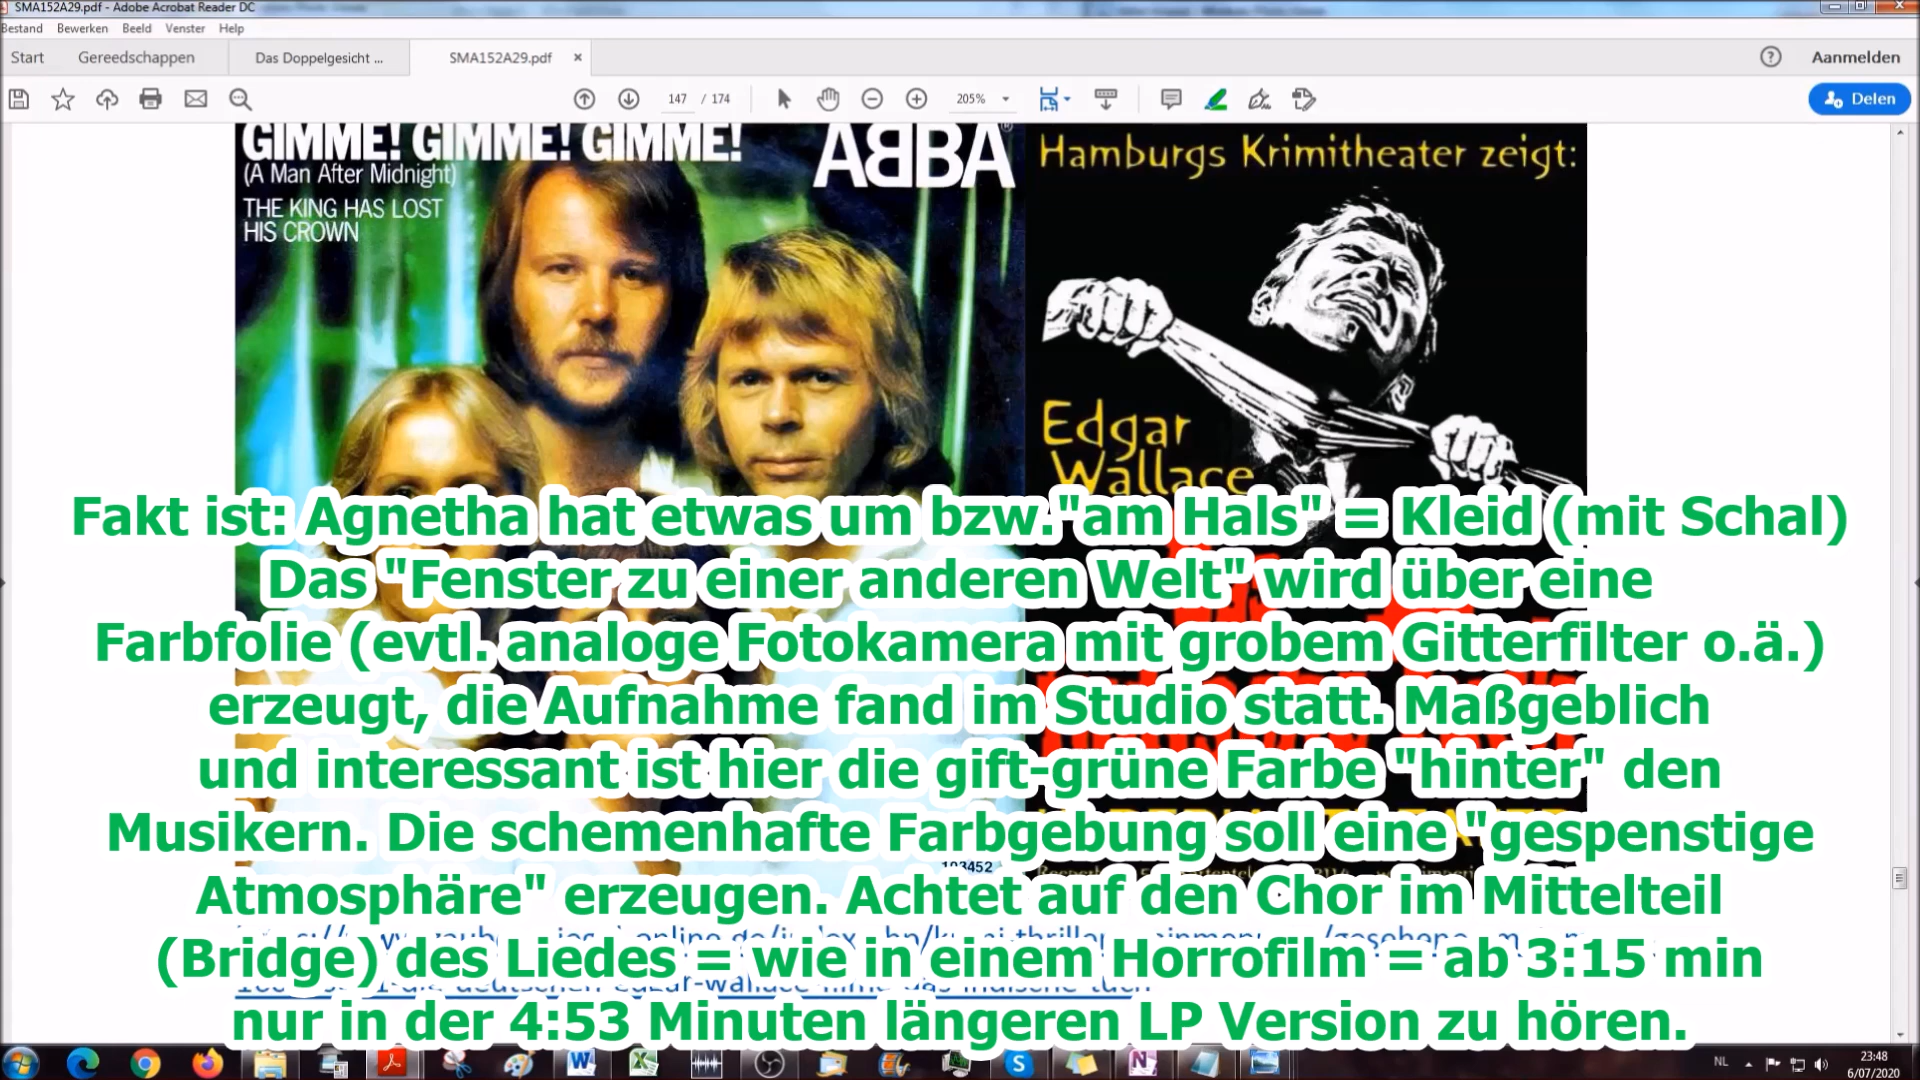 SMA152A29.pdf - Adobe Acrobat Reader DC
Bestand Bewerken Beeld Venster Help
Start Gereedschappen Das Doppelgesicht ... SMA152A29.pdf Aanmelden
147 / 174 205% Delen
GIMME! GIMME! GIMME!
(A Man After Midnight)
THE KING HAS LOST
HIS CROWN
ABBA
Hamburgs Krimitheater zeigt:
Edgar
Wallace
Fakt ist: Agnetha hat etwas um bzw."am Hals" = Kleid (mit Schal)
Das "Fenster zu einer anderen Welt" wird über eine
Farbfolie (evtl. analoge Fotokamera mit grobem Gitterfilter o.ä.)
erzeugt, die Aufnahme fand im Studio statt. Maßgeblich
und interessant ist hier die gift-grüne Farbe "hinter" den
Musikern. Die schemenhafte Farbgebung soll eine "gespenstige
Atmosphäre" erzeugen. Achtet auf den Chor im Mittelteil
(Bridge) des Liedes = wie in einem Horrofilm = ab 3:15 min
nur in der 4:53 Minuten längeren LP Version zu hören.
NL
23:48
6/07/2020